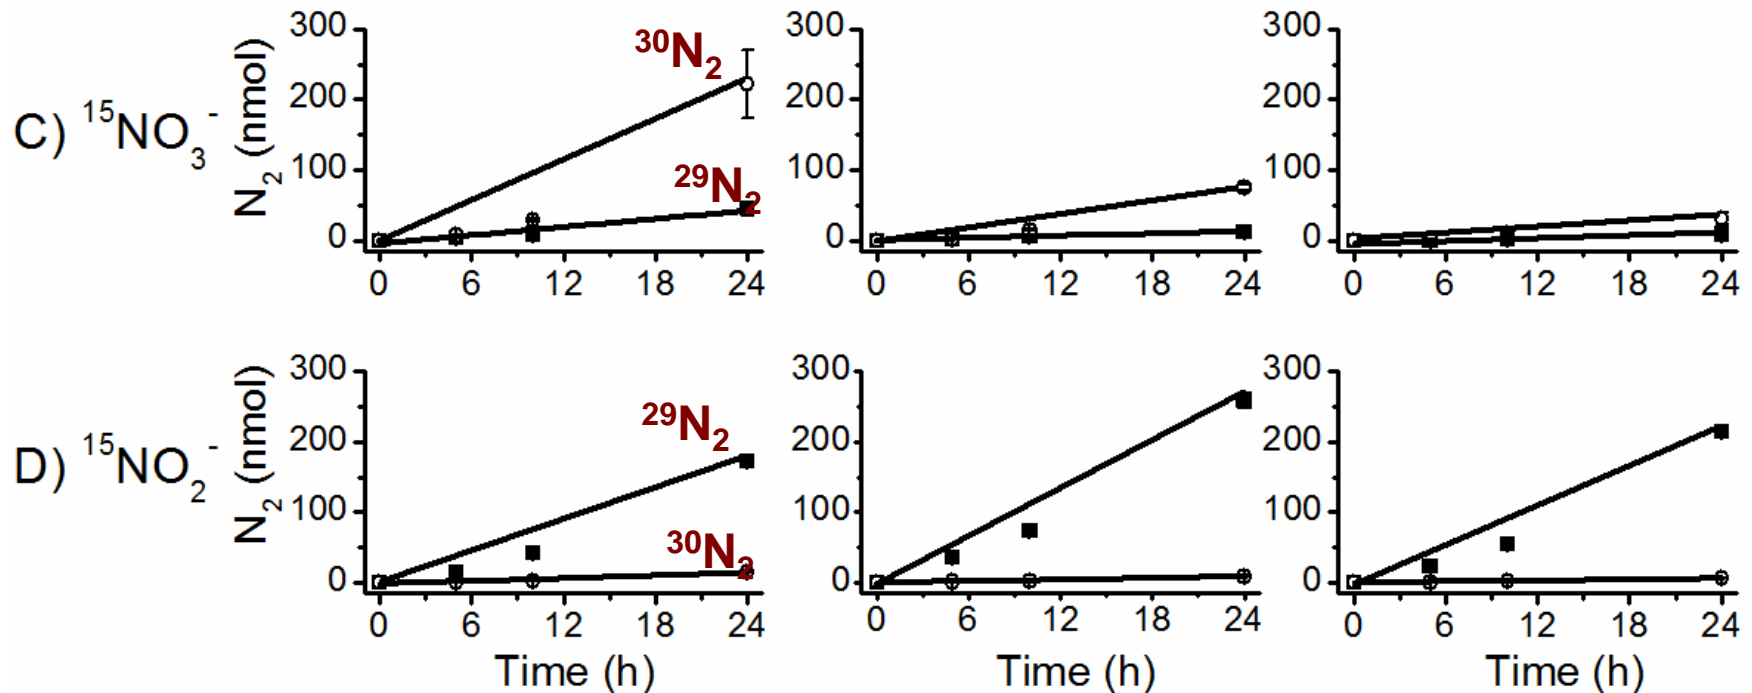 C) ¹⁵NO₃⁻
N₂ (nmol)
300
200
100
0
³⁰N₂
²⁹N₂
0 6 12 18 24
300
200
100
0
0 6 12 18 24
300
200
100
0
0 6 12 18 24
D) ¹⁵NO₂⁻
N₂ (nmol)
300
200
100
0
²⁹N₂
³⁰N₂
0 6 12 18 24
Time (h)
300
200
100
0
0 6 12 18 24
Time (h)
300
200
100
0
0 6 12 18 24
Time (h)